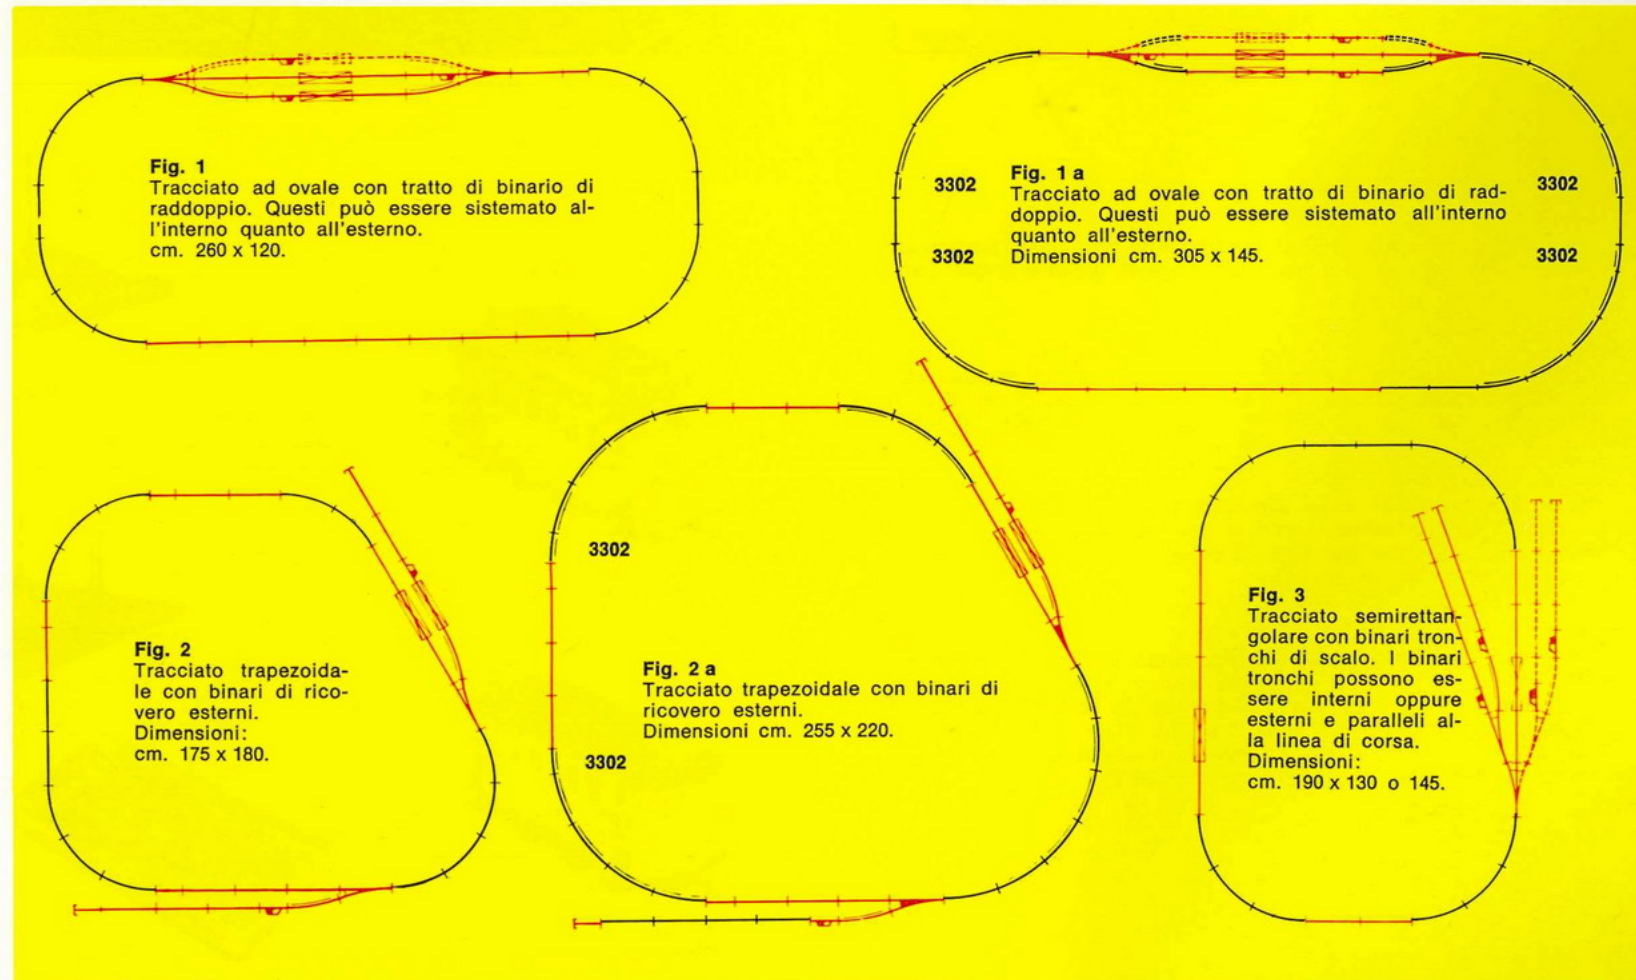 Fig. 1
Tracciato ad ovale con tratto di binario di
raddoppio. Questi può essere sistemato al-
l'interno quanto all'esterno.
cm. 260 x 120.
3302
3302
Fig. 1 a
Tracciato ad ovale con tratto di binario di rad-
doppio. Questi può essere sistemato all'interno
quanto all'esterno.
Dimensioni cm. 305 x 145.
3302
3302
Fig. 2
Tracciato trapezoida-
le con binari di rico-
vero esterni.
Dimensioni:
cm. 175 x 180.
3302
3302
Fig. 2 a
Tracciato trapezoidale con binari di
ricovero esterni.
Dimensioni cm. 255 x 220.
Fig. 3
Tracciato semirettan-
golare con binari tron-
chi di scalo. I binari
tronchi possono es-
sere interni oppure
esterni e paralleli al-
la linea di corsa.
Dimensioni:
cm. 190 x 130 o 145.